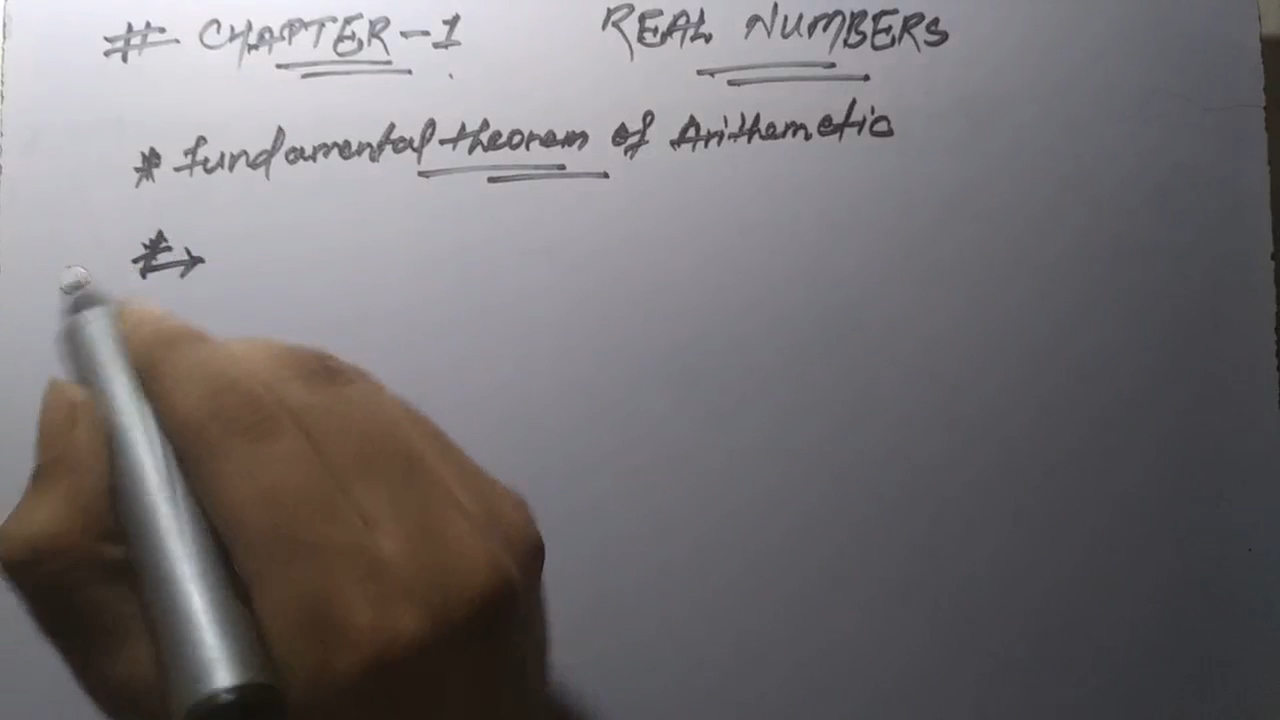 # CHAPTER-1 REAL NUMBERS
* fundamental theorem of Arithemetic
* →